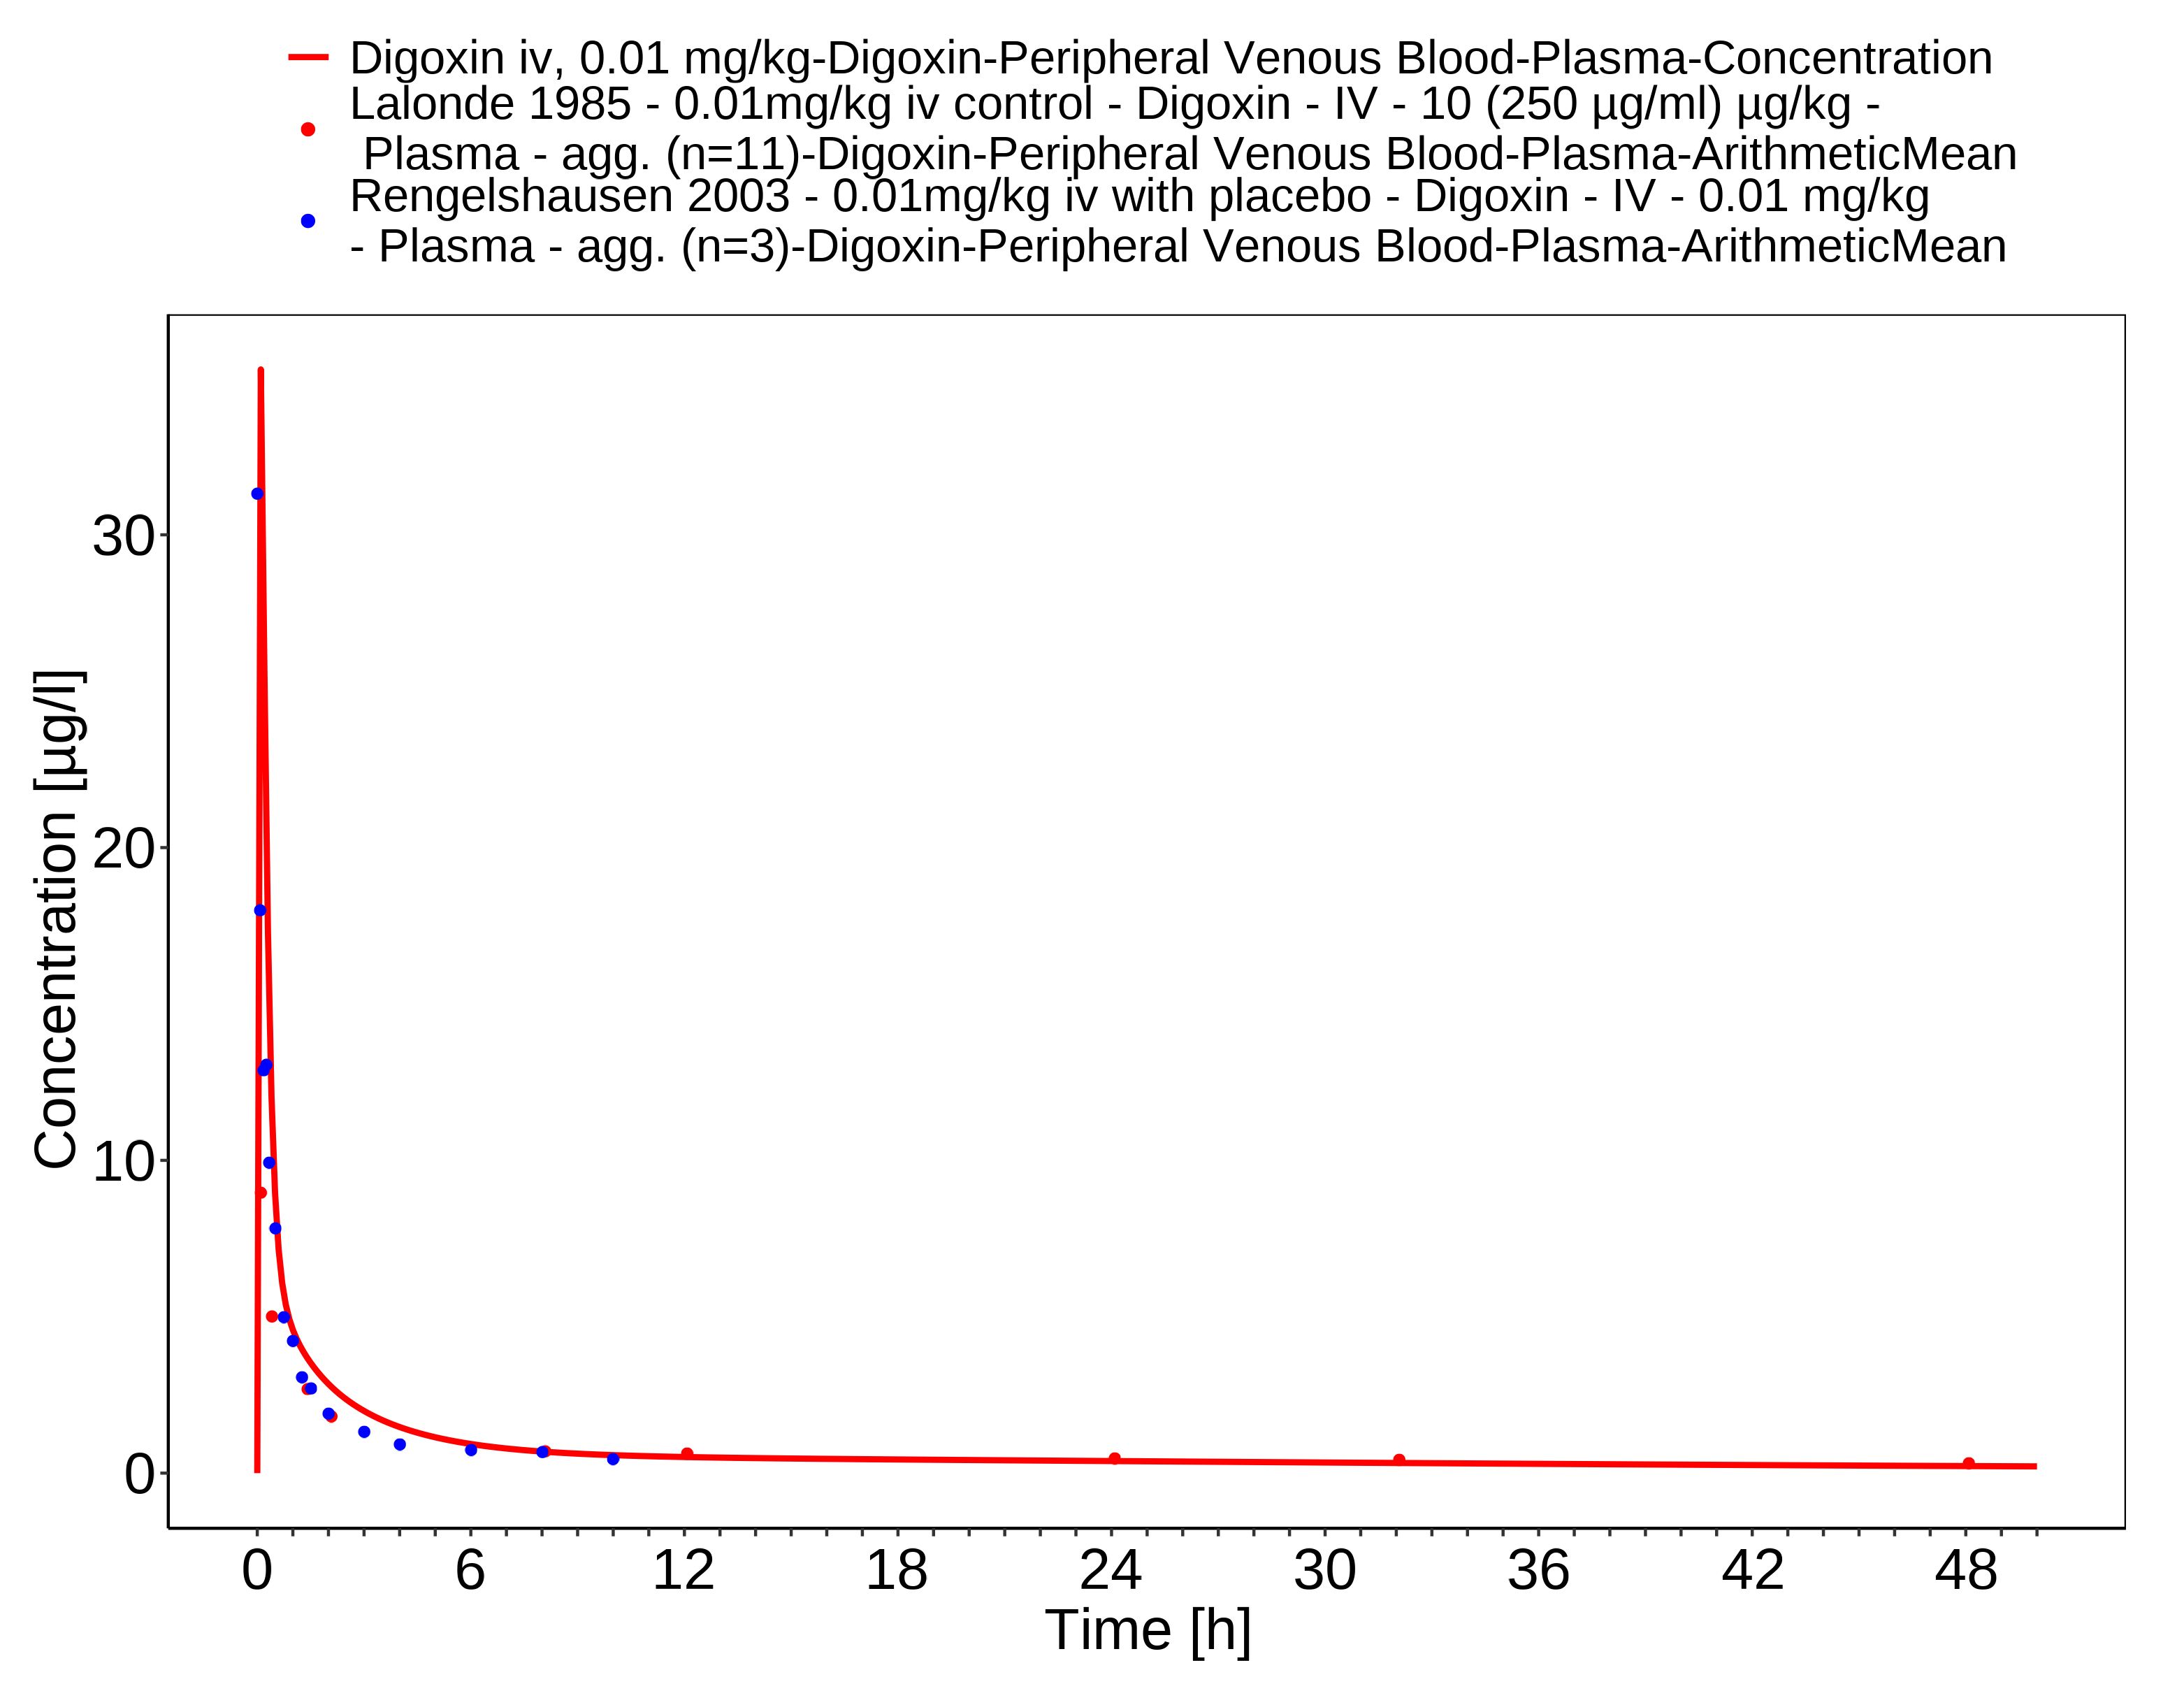 Digoxin iv, 0.01 mg/kg-Digoxin-Peripheral Venous Blood-Plasma-Concentration
Lalonde 1985 - 0.01mg/kg iv control - Digoxin - IV - 10 (250 µg/ml) µg/kg -
Plasma - agg. (n=11)-Digoxin-Peripheral Venous Blood-Plasma-ArithmeticMean
Rengelshausen 2003 - 0.01mg/kg iv with placebo - Digoxin - IV - 0.01 mg/kg
- Plasma - agg. (n=3)-Digoxin-Peripheral Venous Blood-Plasma-ArithmeticMean
Concentration [µg/l]
30
20
10
0
0 6 12 18 24 30 36 42 48
Time [h]